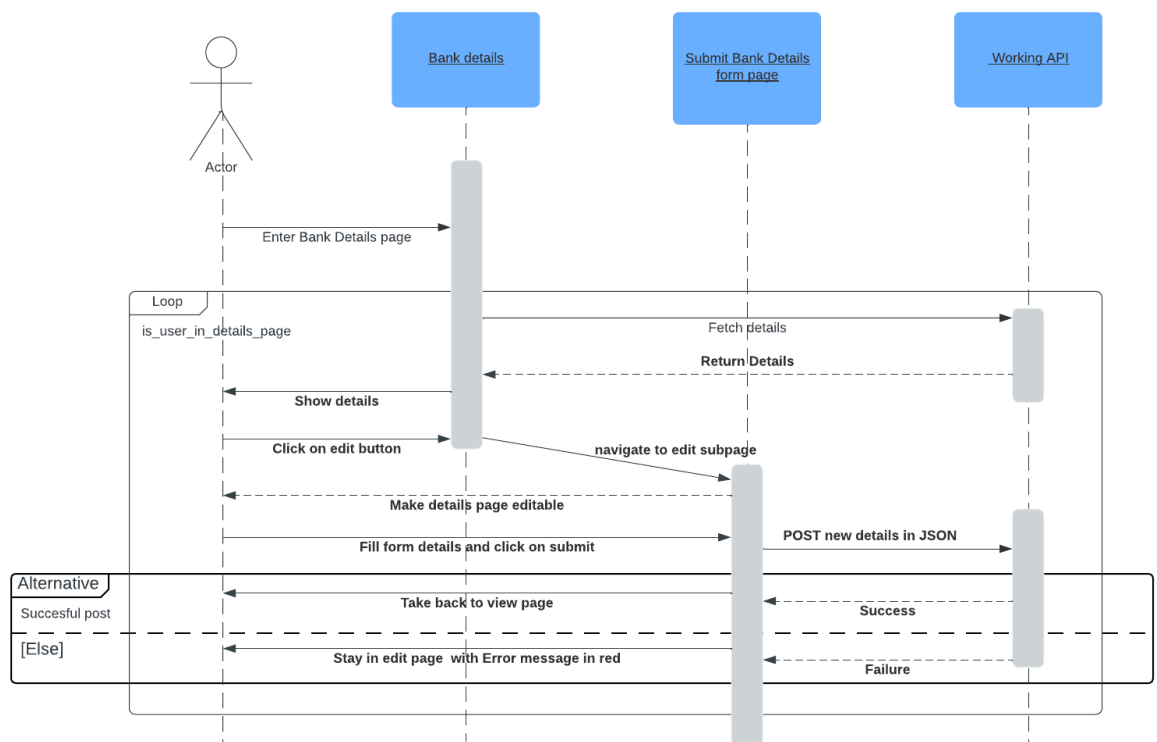 Bank details
Submit Bank Details
form page
Working API
Actor
Enter Bank Details page
Loop
is_user_in_details_page
Fetch details
Return Details
Show details
Click on edit button
navigate to edit subpage
Make details page editable
Fill form details and click on submit
POST new details in JSON
Alternative
Succesful post
Take back to view page
Success
[Else]
Stay in edit page  with Error message in red
Failure